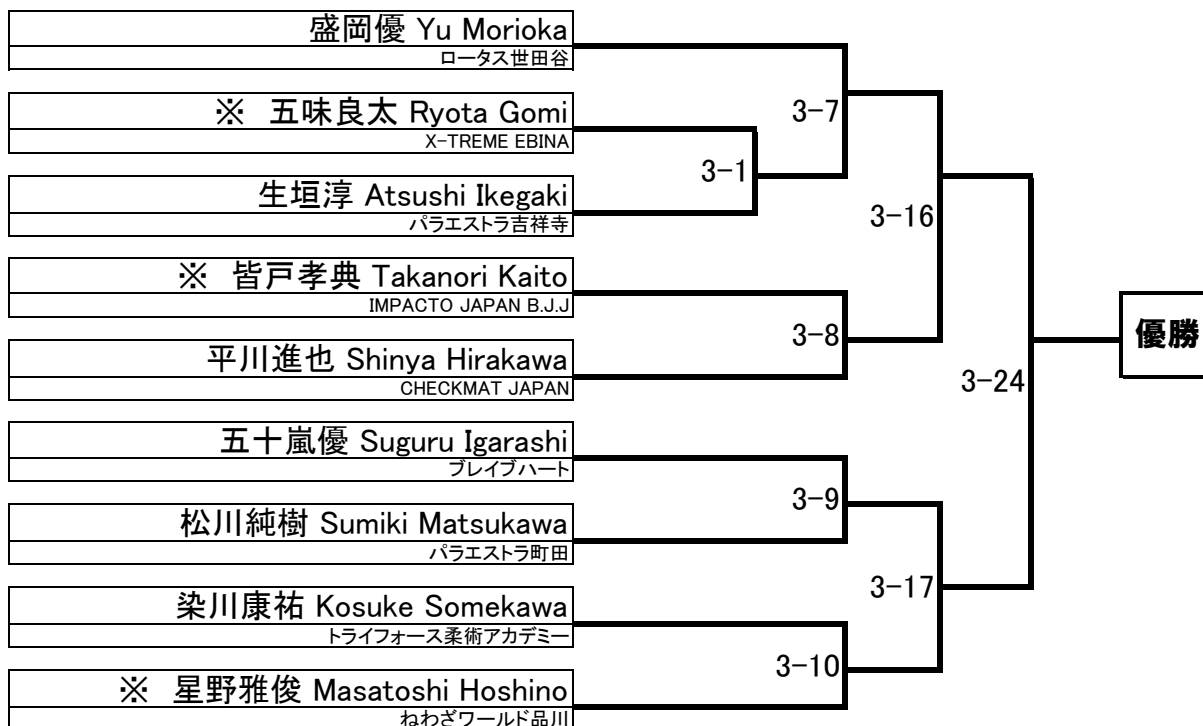 盛岡優 Yu Morioka
ロータス世田谷
※ 五味良太 Ryota Gomi
X-TREME EBINA
生垣淳 Atsushi Ikegaki
パラエストラ吉祥寺
※ 皆戸孝典 Takanori Kaito
IMPACTO JAPAN B.J.J
平川進也 Shinya Hirakawa
CHECKMAT JAPAN
五十嵐優 Suguru Igarashi
ブレイブハート
松川純樹 Sumiki Matsukawa
パラエストラ町田
染川康祐 Kosuke Somekawa
トライフォース柔術アカデミー
※ 星野雅俊 Masatoshi Hoshino
ねわざワールド品川
3-7
3-1
3-16
3-8
3-24
3-9
3-17
3-10
優勝